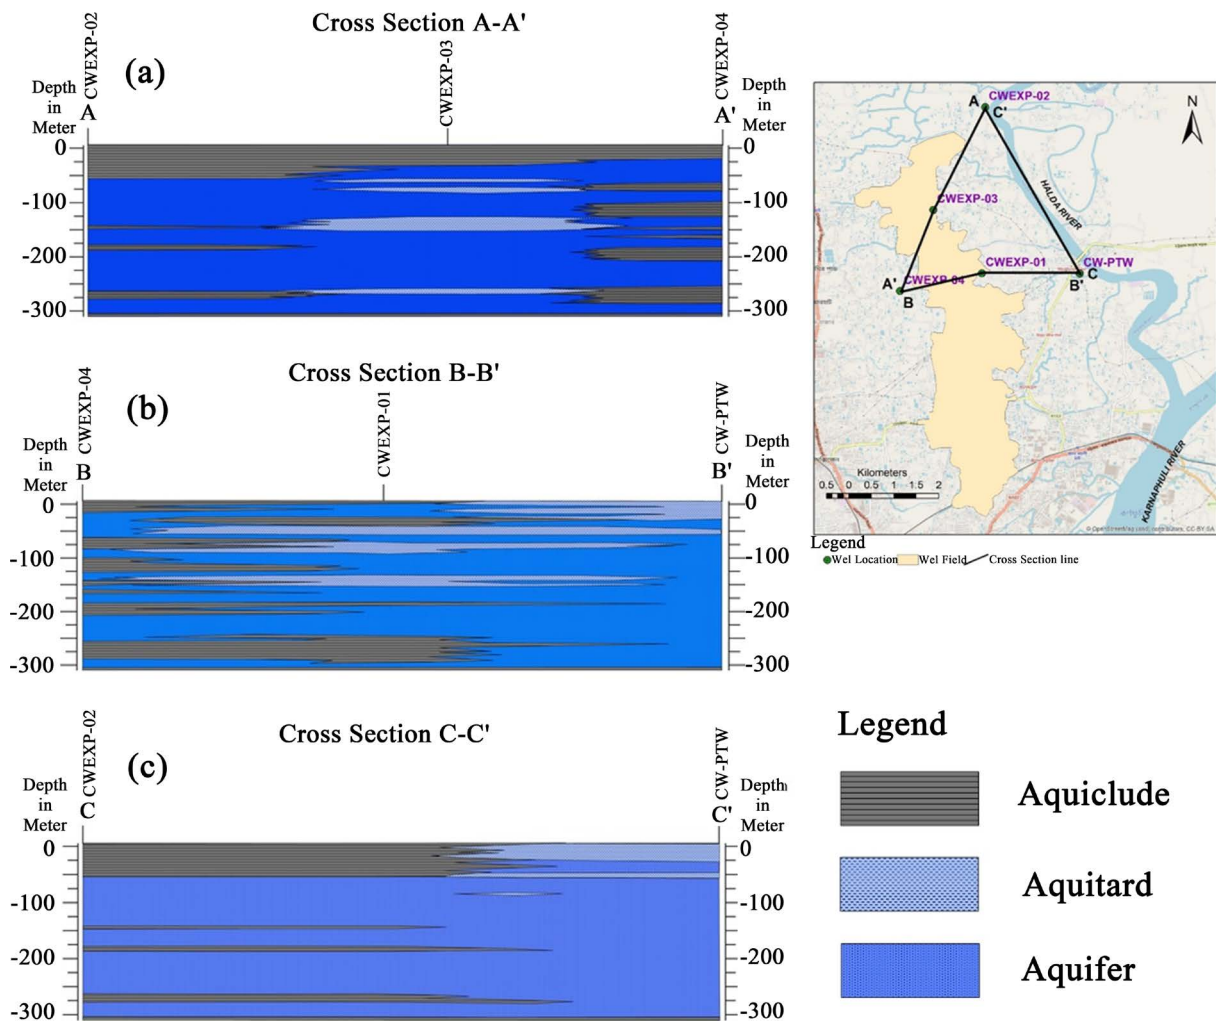 Cross Section A-A'
(a)
CWEXP-02
CWEXP-03
CWEXP-04
Depth
in
Meter
A
Depth
in
Meter
A'
0
-100
-200
-300
0
-100
-200
-300
Cross Section B-B'
(b)
CWEXP-04
CWEXP-01
CW-PTW
Depth
in
Meter
B
Depth
in
Meter
B'
0
-100
-200
-300
0
-100
-200
-300
Cross Section C-C'
(c)
CWEXP-02
CW-PTW
Depth
in
Meter
C
Depth
in
Meter
C'
0
-100
-200
-300
0
-100
-200
-300
A
CWEXP-02
C'
N
HALDA RIVER
CWEXP-03
CWEXP-01
CW-PTW
C
B'
A'
CWEXP-04
B
Kilometers
0.5 0 0.5 1 1.5 2
KARNAPHULI RIVER
© OpenStreetMap contributors, CC-BY-SA
Legend
Wel Location
Wel Field
Cross Section line
Legend
Aquiclude
Aquitard
Aquifer